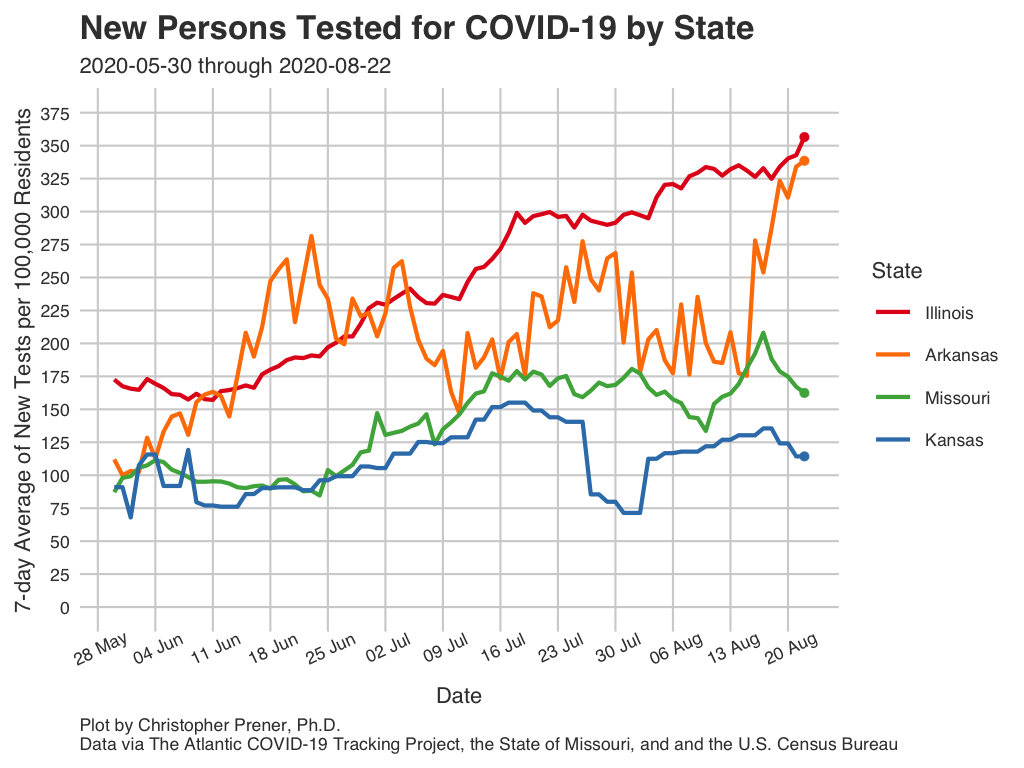 New Persons Tested for COVID-19 by State
2020-05-30 through 2020-08-22
7-day Average of New Tests per 100,000 Residents
375
350
325
300
275
250
225
200
175
150
125
100
75
50
25
0
28 May
04 Jun
11 Jun
18 Jun
25 Jun
02 Jul
09 Jul
16 Jul
23 Jul
30 Jul
06 Aug
13 Aug
20 Aug
Date
State
Illinois
Arkansas
Missouri
Kansas
Plot by Christopher Prener, Ph.D.
Data via The Atlantic COVID-19 Tracking Project, the State of Missouri, and and the U.S. Census Bureau